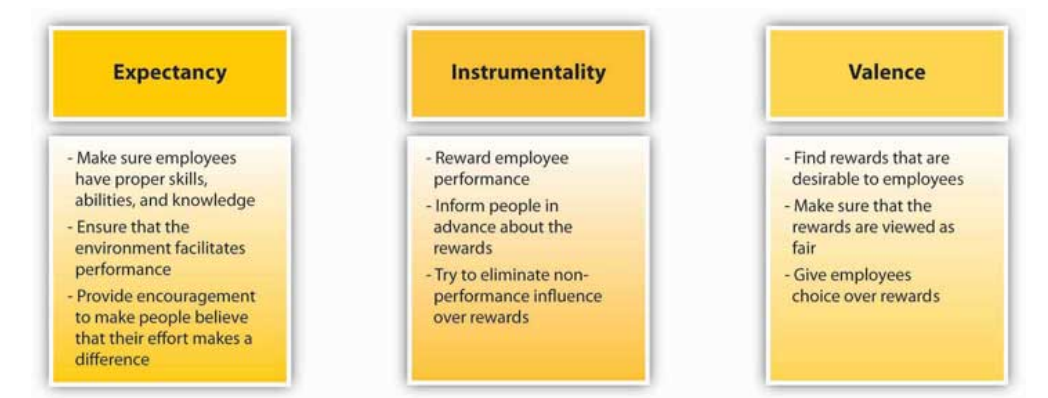 Expectancy
- Make sure employees
have proper skills,
abilities, and knowledge
- Ensure that the
environment facilitates
performance
- Provide encouragement
to make people believe
that their effort makes a
difference
Instrumentality
- Reward employee
performance
- Inform people in
advance about the
rewards
- Try to eliminate non-
performance influence
over rewards
Valence
- Find rewards that are
desirable to employees
- Make sure that the
rewards are viewed as
fair
- Give employees
choice over rewards